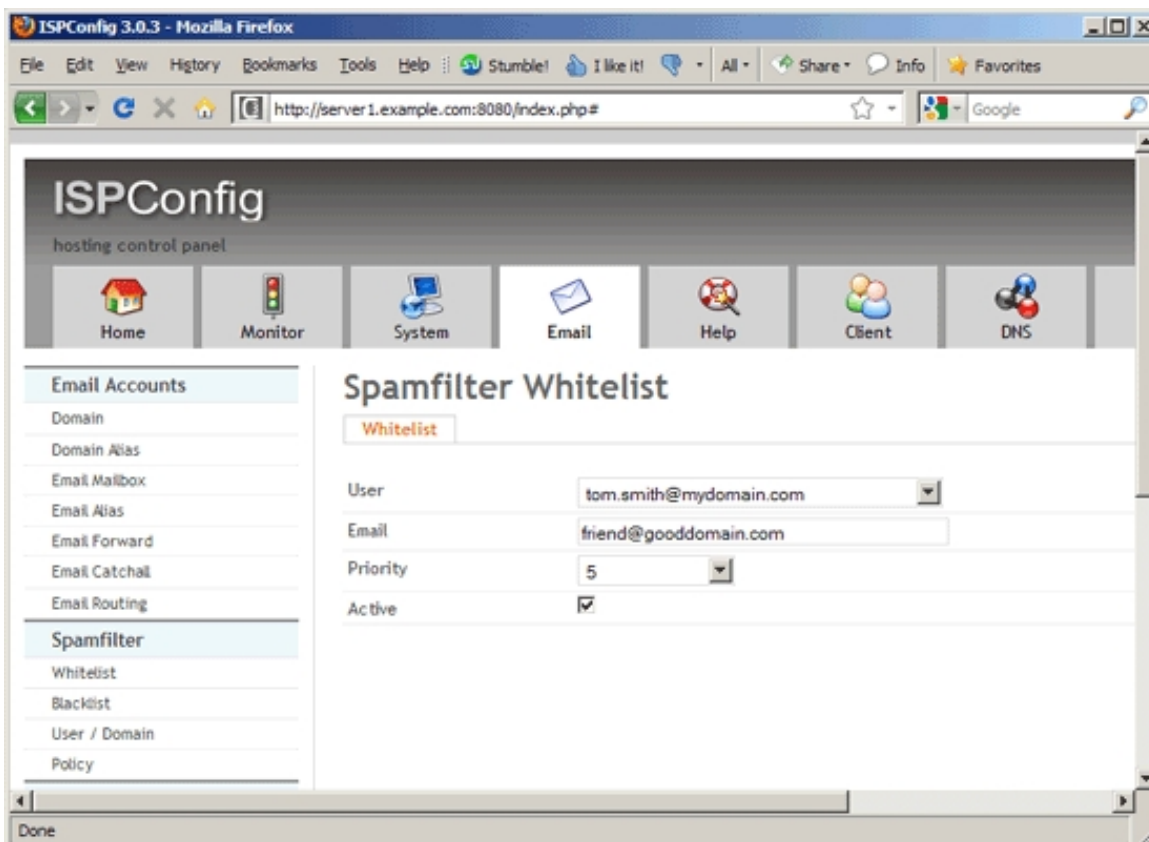 ISPConfig 3.0.3 - Mozilla Firefox
File Edit View History Bookmarks Tools Help Stumble! I like it! All Share Info Favorites
http://server1.example.com:8080/index.php# Google
ISPConfig
hosting control panel
Home Monitor System Email Help Client DNS
Email Accounts
Domain
Domain Alias
Email Mailbox
Email Alias
Email Forward
Email Catchall
Email Routing
Spamfilter
Whitelist
Blacklist
User / Domain
Policy
Spamfilter Whitelist
Whitelist
User tom.smith@mydomain.com
Email friend@gooddomain.com
Priority 5
Active
Done